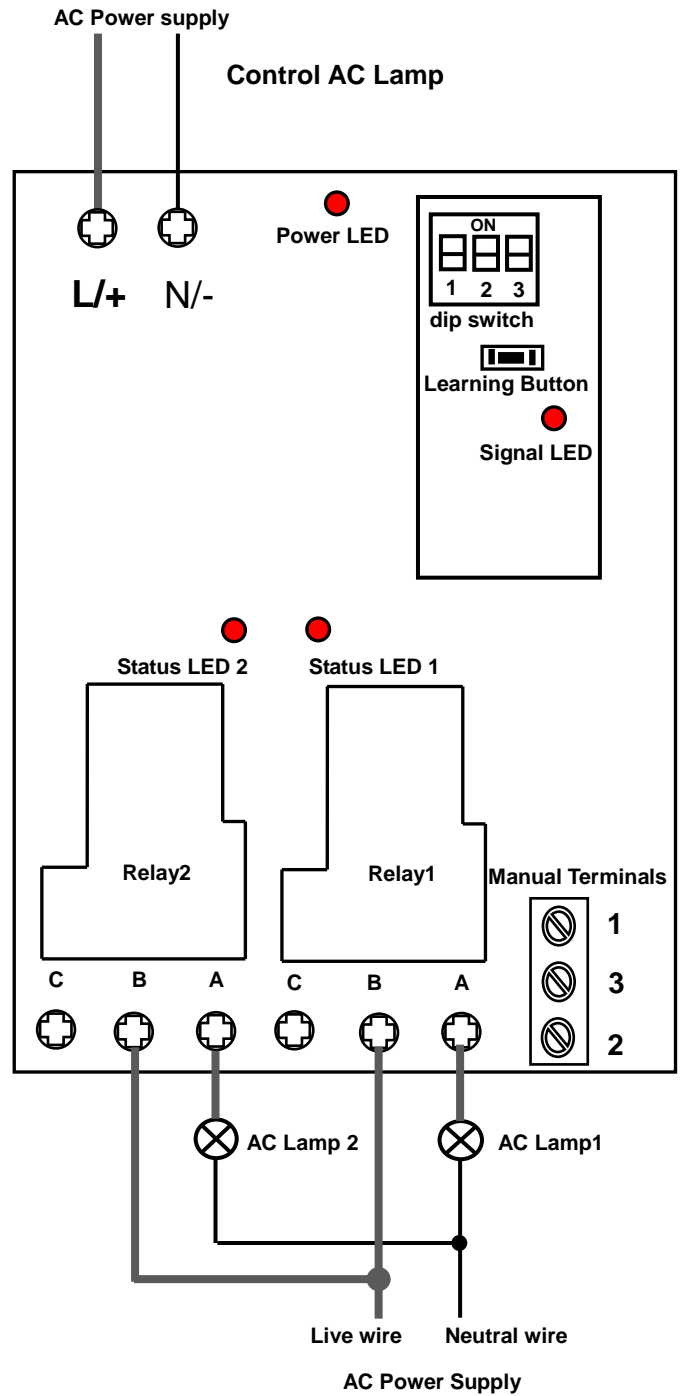 AC Power supply
Control AC Lamp
L/+ N/-
Power LED
ON
1 2 3
dip switch
Learning Button
Signal LED
Status LED 2 Status LED 1
Relay2 Relay1
Manual Terminals
1
3
2
C B A C B A
AC Lamp 2 AC Lamp1
Live wire Neutral wire
AC Power Supply